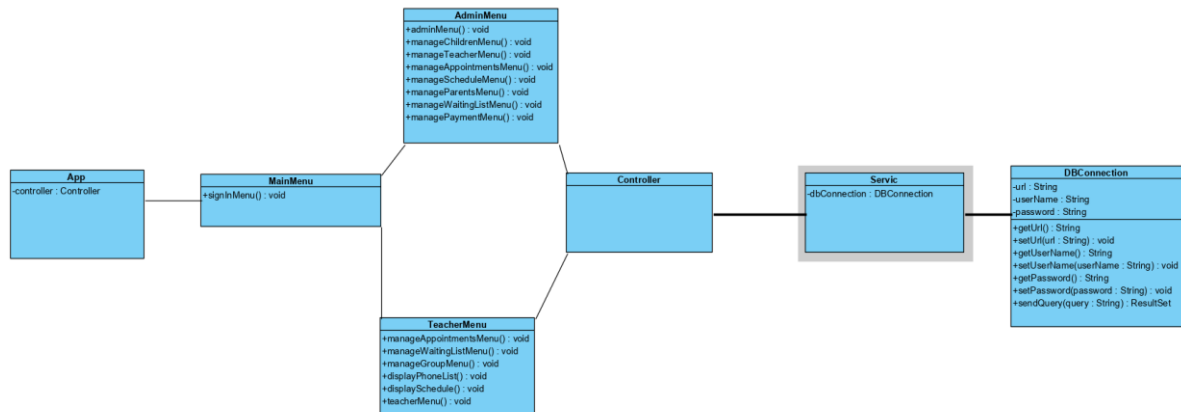 AdminMenu
+adminMenu() : void
+manageChildrenMenu() : void
+manageTeacherMenu() : void
+manageAppointmentsMenu() : void
+manageScheduleMenu() : void
+manageParentsMenu() : void
+manageWaitingListMenu() : void
+managePaymentMenu() : void
App
-controller : Controller
MainMenu
+signInMenu() : void
Controller
Servic
-dbConnection : DBConnection
DBConnection
-url : String
-userName : String
-password : String
+getUrl() : String
+setUrl(url : String) : void
+getUserName() : String
+setUserName(userName : String) : void
+getPassword() : String
+setPassword(password : String) : void
+sendQuery(query : String) : ResultSet
TeacherMenu
+manageAppointmentsMenu() : void
+manageWaitingListMenu() : void
+manageGroupMenu() : void
+displayPhoneList() : void
+displaySchedule() : void
+teacherMenu() : void